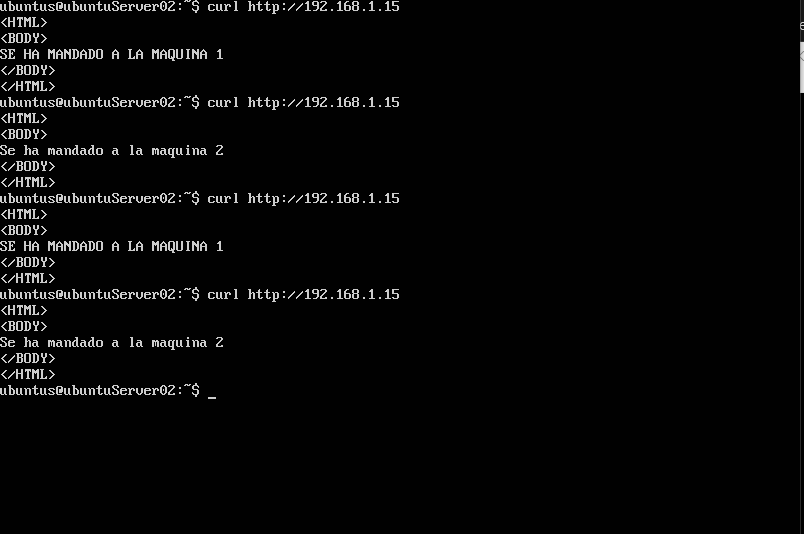 ubuntus@ubuntuServer02:~$ curl http://192.168.1.15
<HTML>
<BODY>
SE HA MANDADO A LA MAQUINA 1
</BODY>
</HTML>
ubuntus@ubuntuServer02:~$ curl http://192.168.1.15
<HTML>
<BODY>
Se ha mandado a la maquina 2
</BODY>
</HTML>
ubuntus@ubuntuServer02:~$ curl http://192.168.1.15
<HTML>
<BODY>
SE HA MANDADO A LA MAQUINA 1
</BODY>
</HTML>
ubuntus@ubuntuServer02:~$ curl http://192.168.1.15
<HTML>
<BODY>
Se ha mandado a la maquina 2
</BODY>
</HTML>
ubuntus@ubuntuServer02:~$ _